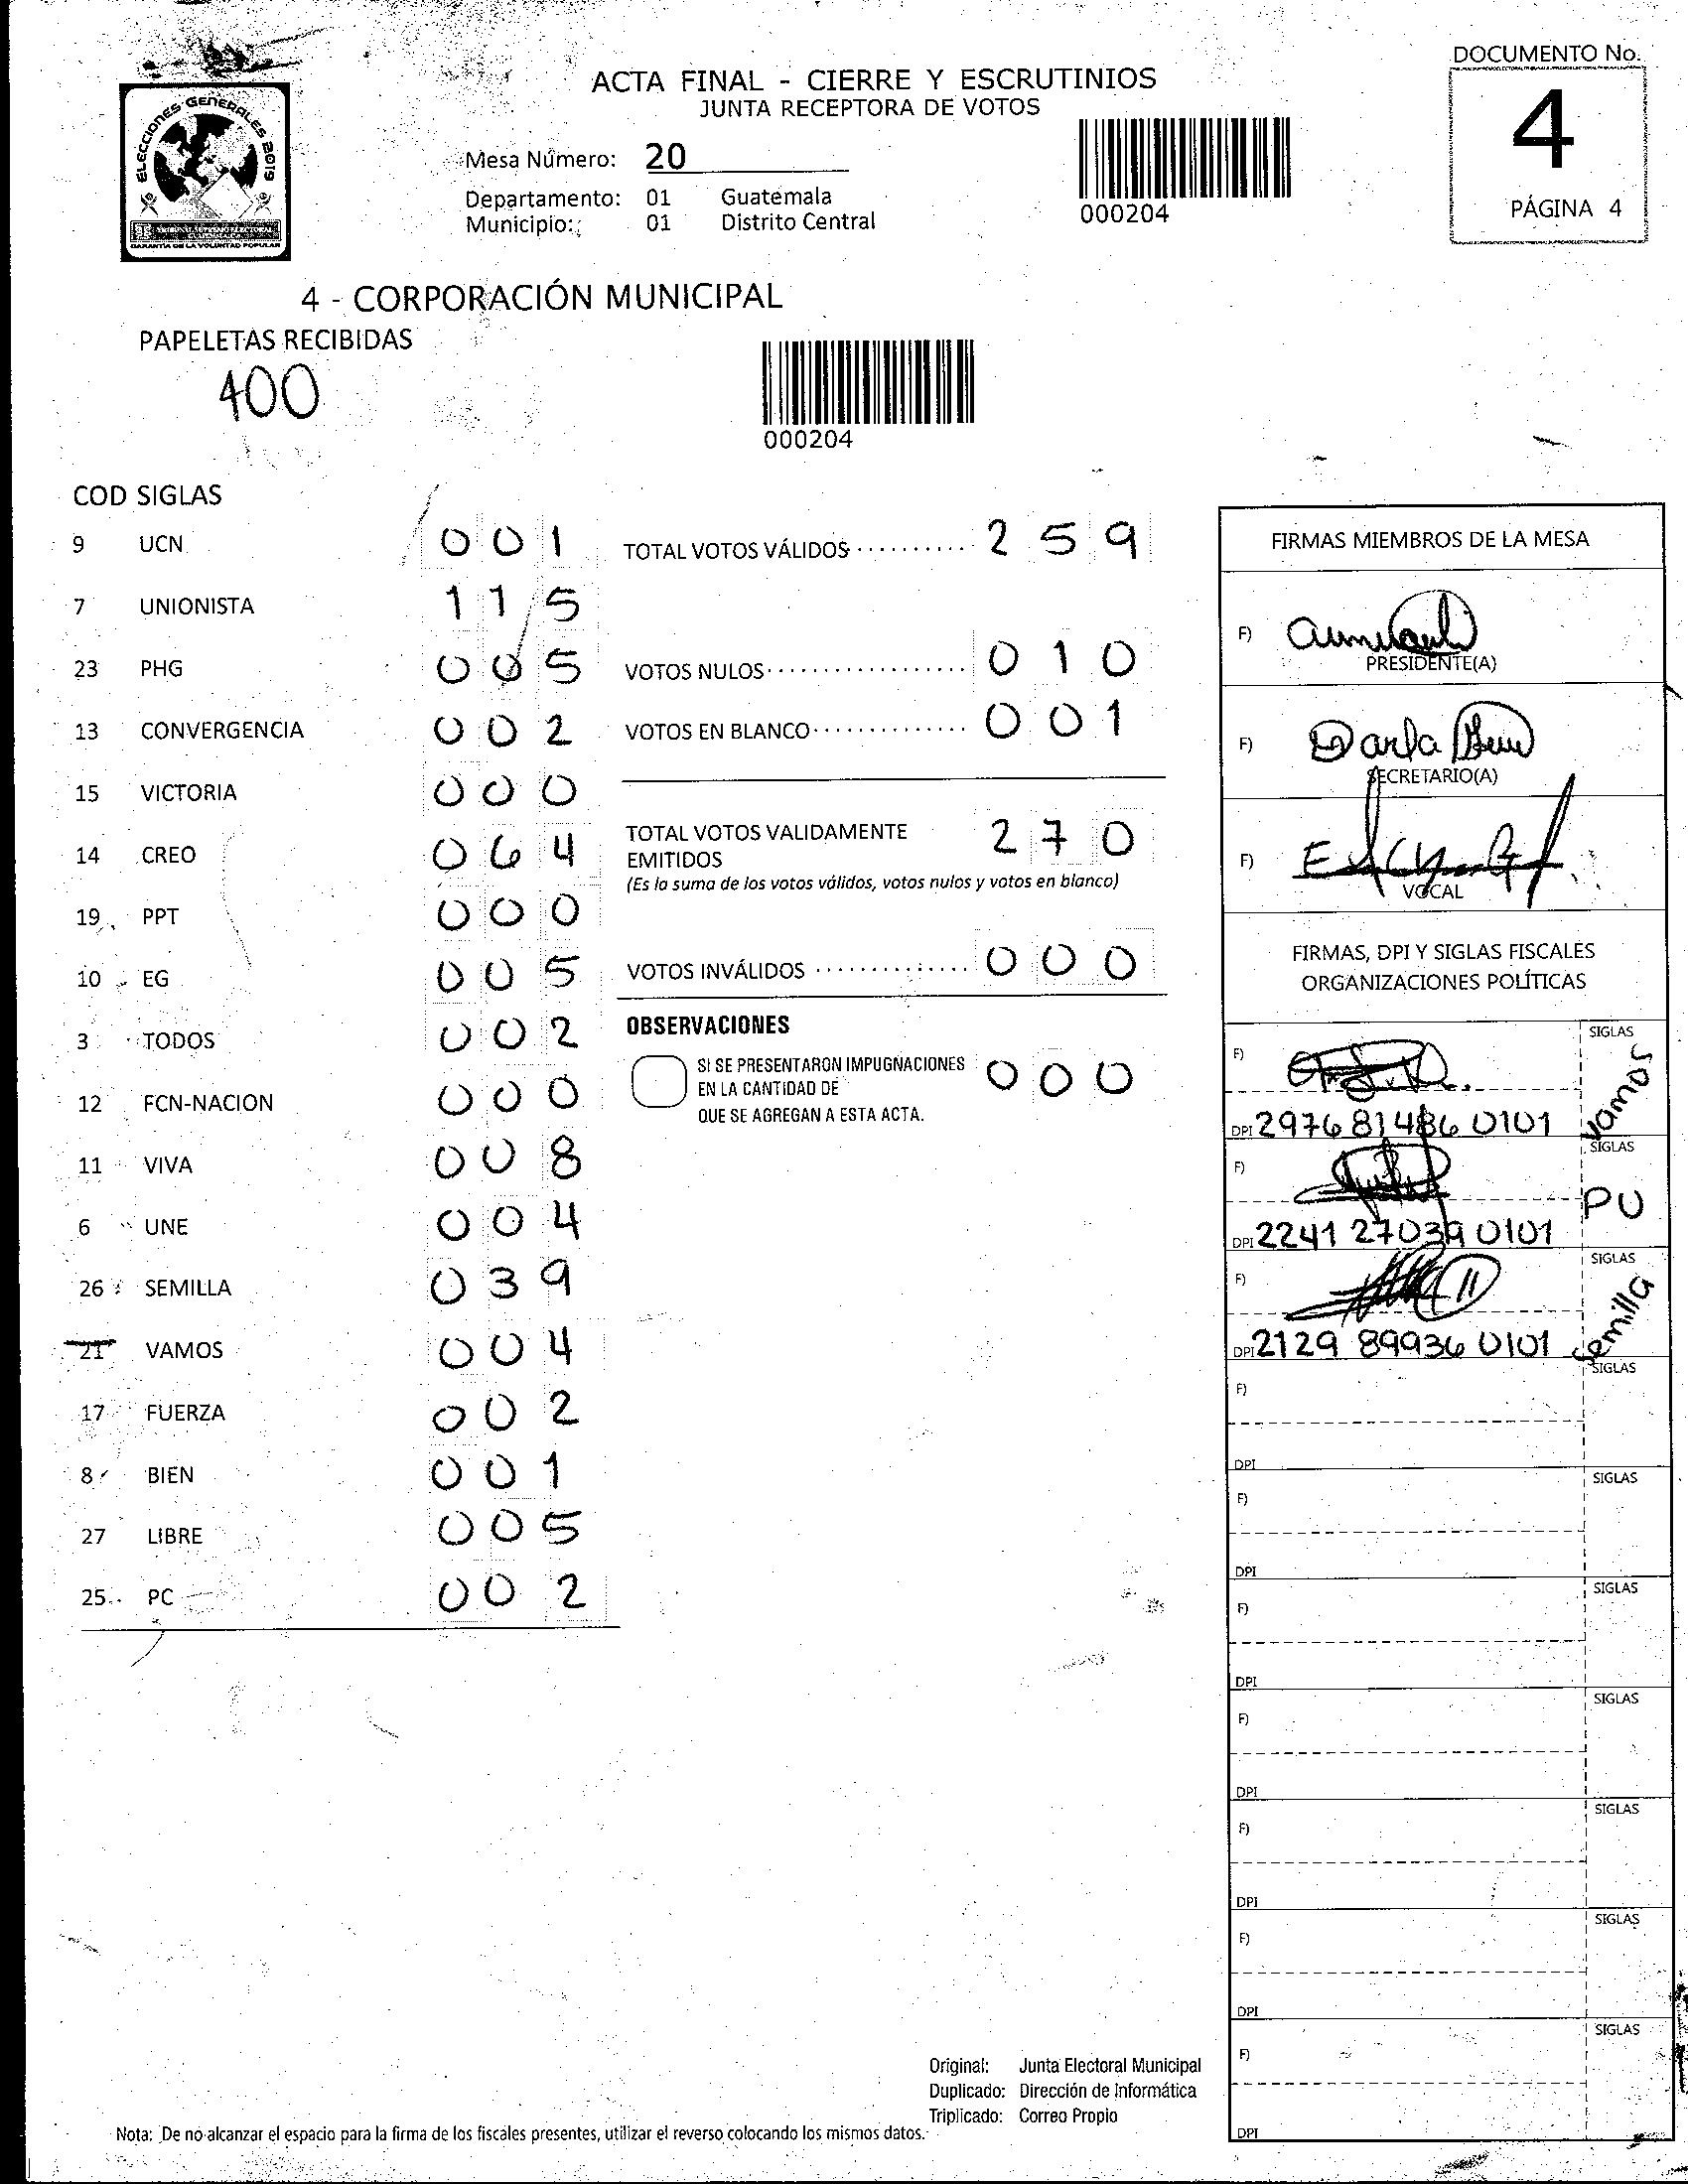 ACTA FINAL - CIERRE Y ESCRUTINIOS
JUNTA RECEPTORA DE VOTOS
DOCUMENTO No.
4
PÁGINA 4
ELECCIONES GENERALES 2019
GARANTÍA DE LA VOLUNTAD POPULAR
Mesa Número: 20
Departamento: 01 Guatemala
Municipio: 01 Distrito Central
000204
4 - CORPORACIÓN MUNICIPAL
PAPELETAS RECIBIDAS
400
000204
COD SIGLAS
9 UCN 001
7 UNIONISTA 115
23 PHG 005
13 CONVERGENCIA 002
15 VICTORIA 000
14 CREO 064
19 PPT 000
10 EG 005
3 TODOS 002
12 FCN-NACION 000
11 VIVA 008
6 UNE 004
26 SEMILLA 039
21 VAMOS 004
17 FUERZA 002
8 BIEN 001
27 LIBRE 005
25 PC 002
TOTAL VOTOS VÁLIDOS 259
VOTOS NULOS 010
VOTOS EN BLANCO 001
TOTAL VOTOS VALIDAMENTE
EMITIDOS 270
(Es la suma de los votos válidos, votos nulos y votos en blanco)
VOTOS INVÁLIDOS 000
OBSERVACIONES
SI SE PRESENTARON IMPUGNACIONES
EN LA CANTIDAD DE 000
QUE SE AGREGAN A ESTA ACTA.
FIRMAS MIEMBROS DE LA MESA
F)
PRESIDENTE(A)
F) Darla
SECRETARIO(A)
F)
VOCAL
FIRMAS, DPI Y SIGLAS FISCALES
ORGANIZACIONES POLÍTICAS
F) SIGLAS
DPI 2976 81486 0101 Vamos
F) SIGLAS
PU
DPI 2241 27039 0101
F) SIGLAS
DPI 2129 89936 0101 Semilla
F) SIGLAS
DPI
F) SIGLAS
DPI
F) SIGLAS
DPI
F) SIGLAS
DPI
F) SIGLAS
DPI
F) SIGLAS
DPI
F) SIGLAS
DPI
Original: Junta Electoral Municipal
Duplicado: Dirección de Informática
Triplicado: Correo Propio
Nota: De no alcanzar el espacio para la firma de los fiscales presentes, utilizar el reverso colocando los mismos datos.